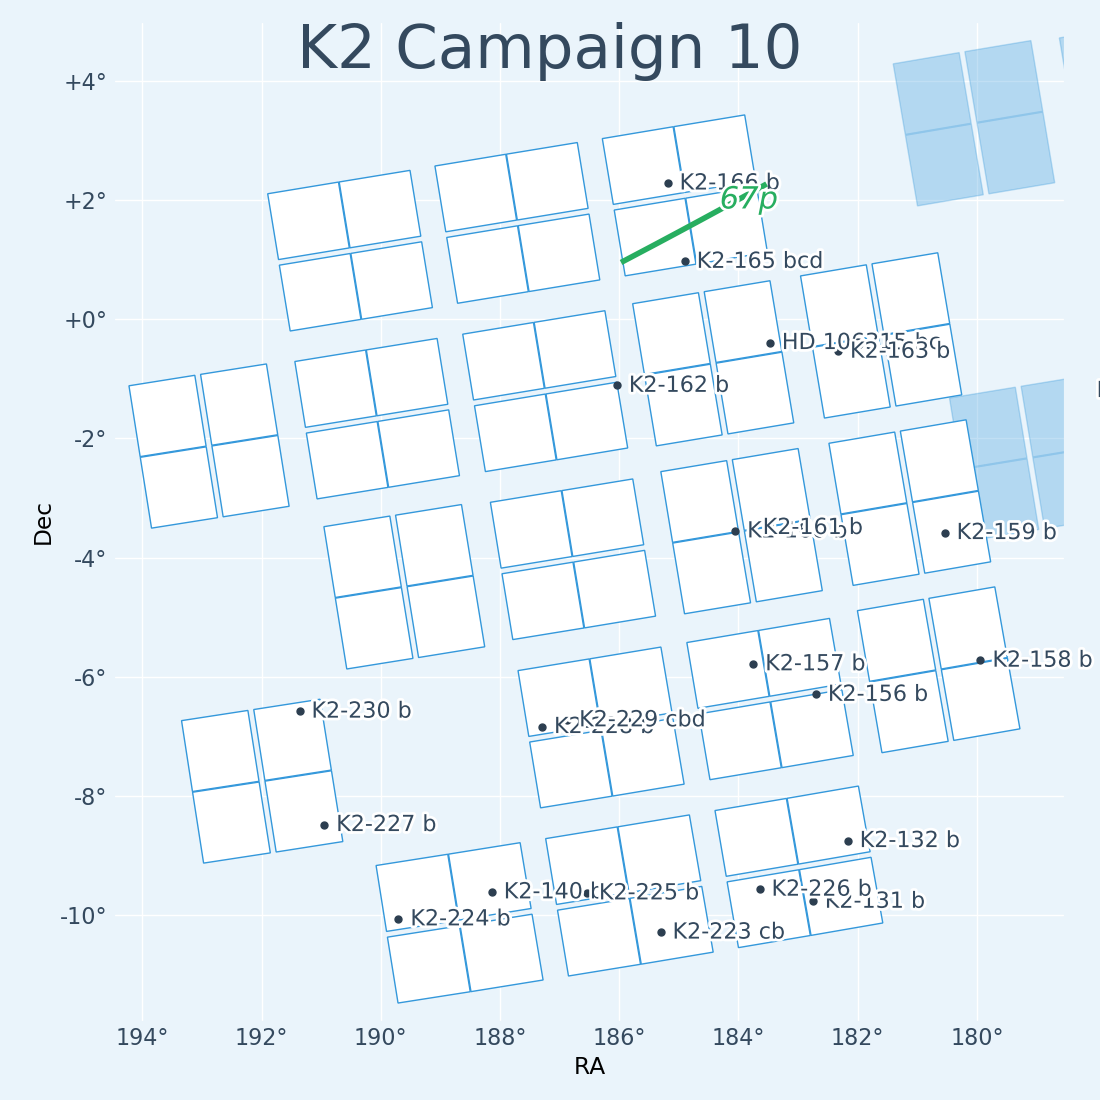 K2 Campaign 10
+4°
+2°
+0°
-2°
-4°
-6°
-8°
-10°
Dec
K2-166 b
67p
K2-165 bcd
HD 106315 bc
K2-163 b
K2-162 b
K2-161 b
K2-159 b
K2-158 b
K2-157 b
K2-156 b
K2-229 cbd
K2-230 b
K2-227 b
K2-132 b
K2-140 b
K2-225 b
K2-226 b
K2-131 b
K2-224 b
K2-223 cb
194°
192°
190°
188°
186°
184°
182°
180°
RA